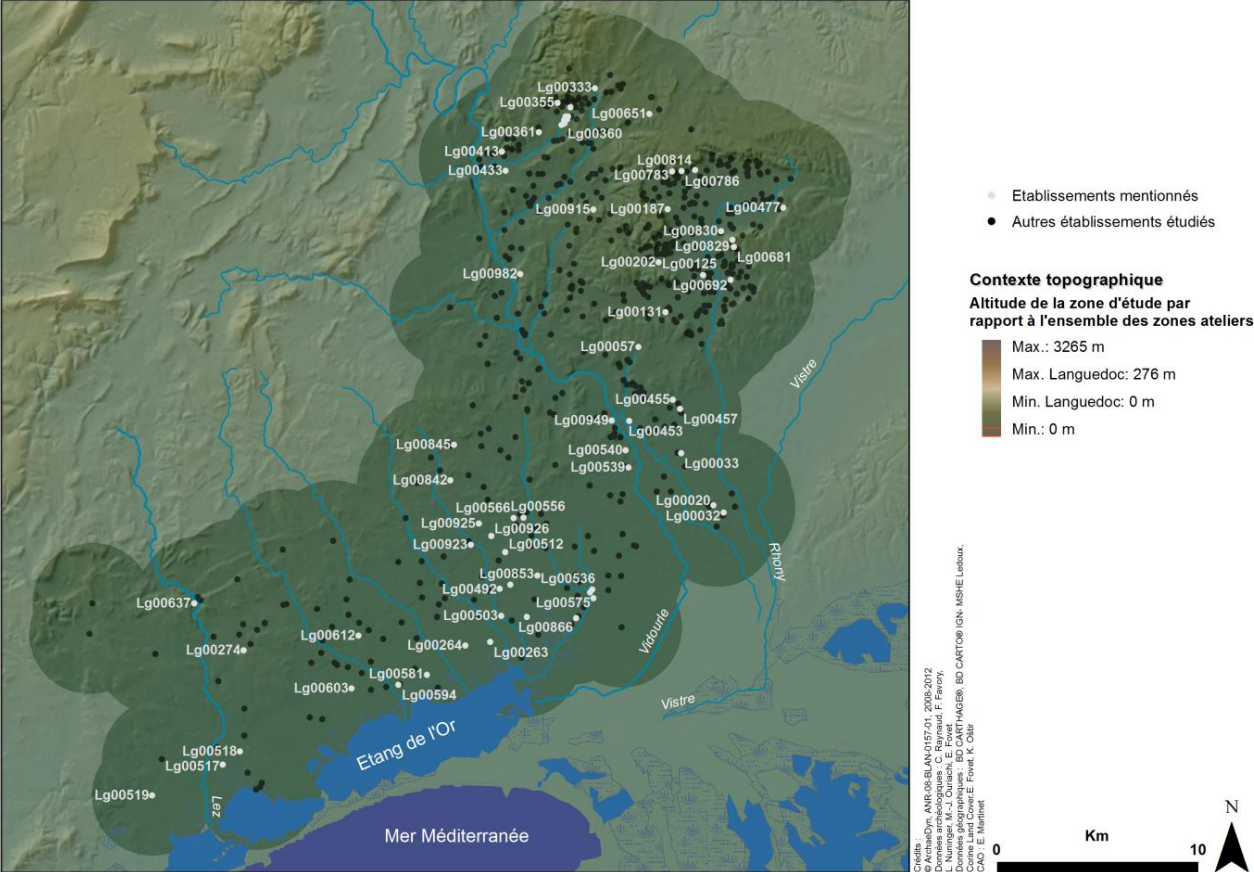 Lg00333
Lg00355
Lg00651
Lg00361
Lg00360
Lg00413
Lg00433
Lg00814
Lg00783
Lg00786
Lg00915
Lg00187
Lg00477
Lg00830
Lg00829
Lg00681
Lg00202
Lg00125
Lg00982
Lg00692
Lg00131
Lg00057
Vistre
Lg00455
Lg00949
Lg00457
Lg00453
Lg00845
Lg00540
Lg00033
Lg00539
Lg00842
Lg00020
Lg00566
Lg00556
Lg00032
Lg00925
Lg00926
Lg00923
Lg00512
Rhony
Lg00853
Lg00536
Lg00492
Lg00575
Lg00637
Lg00503
Lg00866
Lg00612
Lg00264
Lg00263
Vidourle
Lg00274
Lg00581
Lg00603
Lg00594
Vistre
Etang de l'Or
Lg00518
Lg00517
Lg00519
Lez
Mer Méditerranée
Etablissements mentionnés
Autres établissements étudiés
Contexte topographique
Altitude de la zone d'étude par
rapport à l'ensemble des zones ateliers
Max.: 3265 m
Max. Languedoc: 276 m
Min. Languedoc: 0 m
Min.: 0 m
Crédits :
© ArchaeDyn, ANR-08-BLAN-0157-01, 2008-2012
Données archéologiques : C. Raynaud, F. Favory,
L. Nuninger, M.-J. Ouriachi, E. Fovet
Données géographiques : BD CARTHAGE®, BD CARTO® IGN- MSHE Ledoux,
Corine Land Cover,E. Fovet, K. Oštir
CAO : E. Martinet
Km
0
10
N